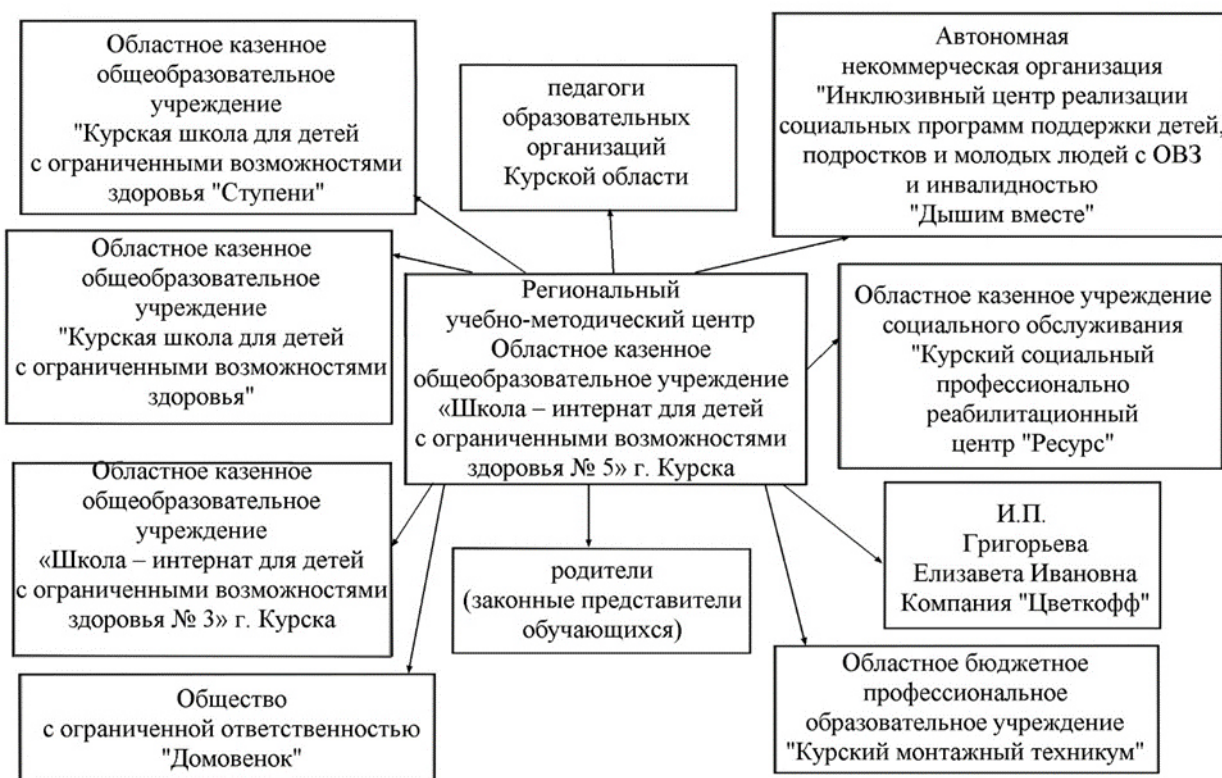 Областное казенное
общеобразовательное
учреждение
"Курская школа для детей
с ограниченными возможностями
здоровья "Ступени"
педагоги
образовательных
организаций
Курской области
Автономная
некоммерческая организация
"Инклюзивный центр реализации
социальных программ поддержки детей,
подростков и молодых людей с ОВЗ
и инвалидностью
"Дышим вместе"
Областное казенное
общеобразовательное
учреждение
"Курская школа для детей
с ограниченными возможностями
здоровья"
Региональный
учебно-методический центр
Областное казенное
общеобразовательное учреждение
«Школа – интернат для детей
с ограниченными возможностями
здоровья № 5» г. Курска
Областное казенное учреждение
социального обслуживания
"Курский социальный
профессионально
реабилитационный
центр "Ресурс"
Областное казенное
общеобразовательное
учреждение
«Школа – интернат для детей
с ограниченными возможностями
здоровья № 3» г. Курска
родители
(законные представители
обучающихся)
И.П.
Григорьева
Елизавета Ивановна
Компания "Цветкофф"
Общество
с ограниченной ответственностью
"Домовенок"
Областное бюджетное
профессиональное
образовательное учреждение
"Курский монтажный техникум"